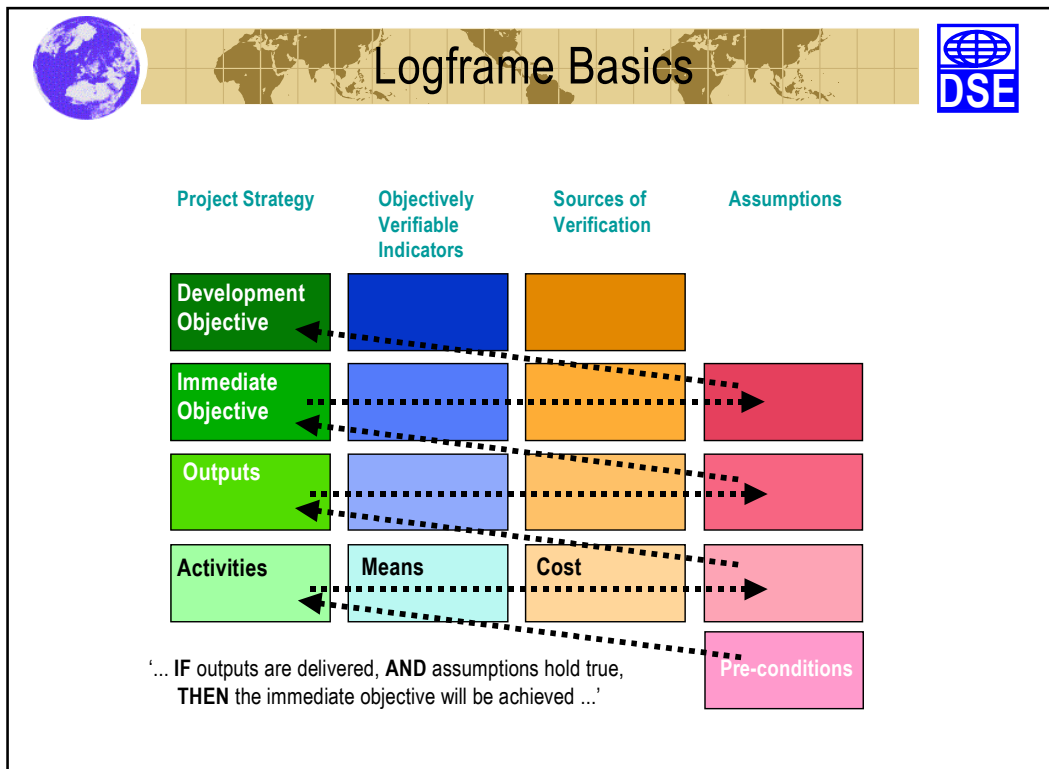 Logframe Basics
DSE
Project Strategy
Objectively
Verifiable
Indicators
Sources of
Verification
Assumptions
Development
Objective
Immediate
Objective
Outputs
Activities
Means
Cost
Pre-conditions
‘... IF outputs are delivered, AND assumptions hold true,
THEN the immediate objective will be achieved ...’